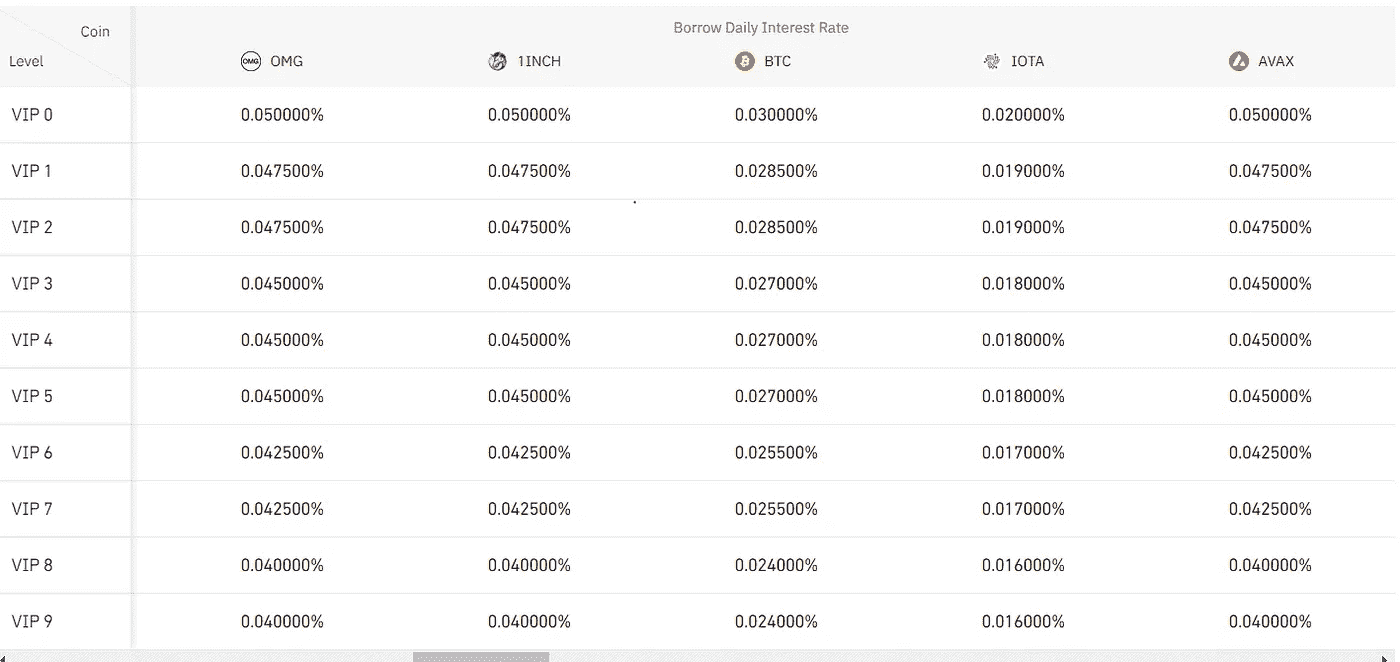 Coin
Borrow Daily Interest Rate
Level
OMG OMG 1INCH BTC IOTA AVAX
VIP 0 0.050000% 0.050000% 0.030000% 0.020000% 0.050000%
VIP 1 0.047500% 0.047500% 0.028500% 0.019000% 0.047500%
VIP 2 0.047500% 0.047500% 0.028500% 0.019000% 0.047500%
VIP 3 0.045000% 0.045000% 0.027000% 0.018000% 0.045000%
VIP 4 0.045000% 0.045000% 0.027000% 0.018000% 0.045000%
VIP 5 0.045000% 0.045000% 0.027000% 0.018000% 0.045000%
VIP 6 0.042500% 0.042500% 0.025500% 0.017000% 0.042500%
VIP 7 0.042500% 0.042500% 0.025500% 0.017000% 0.042500%
VIP 8 0.040000% 0.040000% 0.024000% 0.016000% 0.040000%
VIP 9 0.040000% 0.040000% 0.024000% 0.016000% 0.040000%